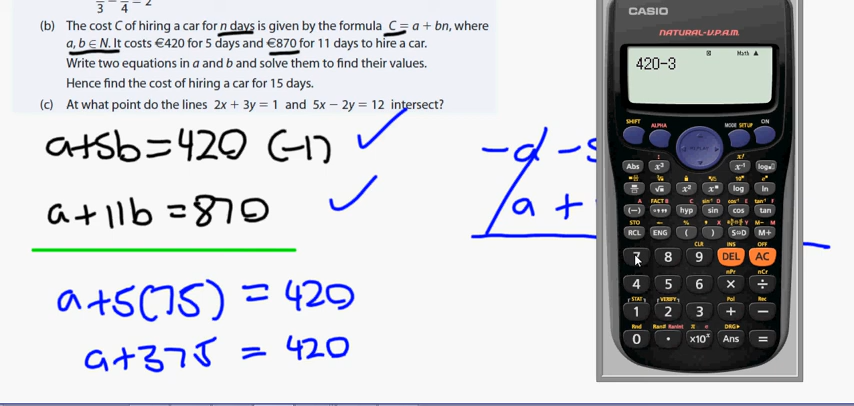 3 4 2
(b) The cost C of hiring a car for n days is given by the formula C = a + bn, where
a, b ∈ N. It costs €420 for 5 days and €870 for 11 days to hire a car.
Write two equations in a and b and solve them to find their values.
Hence find the cost of hiring a car for 15 days.
(c) At what point do the lines 2x + 3y = 1 and 5x − 2y = 12 intersect?
a+5b=420 (-1)
a+11b=870
a+5(75) = 420
a+375 = 420
-a -5
a +
CASIO
NATURAL-V.P.A.M.
Math
420-3
SHIFT ALPHA REPLAY MODE SETUP ON
Abs x³ x⁻¹ log
√ x² log ln
(−) hyp sin cos tan
STO
RCL ENG ( ) S⇔D M+
CLR INS OFF
7 8 9 DEL AC
nPr nCr
4 5 6 × ÷
[STAT] [VERIFY] Pol Rec
1 2 3 + −
Rnd Ran# RanInt π e DRG▶
0 . ×10ˣ Ans =